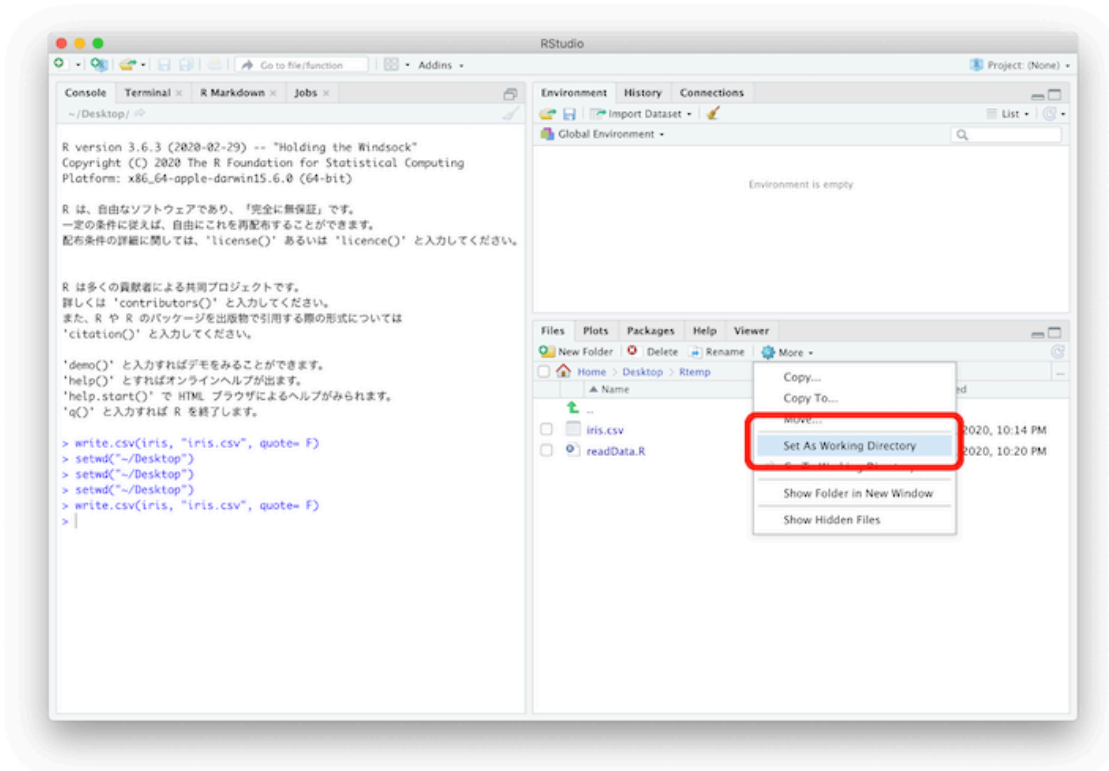 RStudio
Go to file/function
Addins
Project: (None)
Console Terminal R Markdown Jobs
~/Desktop/
R version 3.6.3 (2020-02-29) -- "Holding the Windsock"
Copyright (C) 2020 The R Foundation for Statistical Computing
Platform: x86_64-apple-darwin15.6.0 (64-bit)
R は、自由なソフトウェアであり、「完全に無保証」です。
一定の条件に従えば、自由にこれを再配布することができます。
配布条件の詳細に関しては、'license()' あるいは 'licence()' と入力してください。
R は多くの貢献者による共同プロジェクトです。
詳しくは 'contributors()' と入力してください。
また、R や R のパッケージを出版物で引用する際の形式については
'citation()' と入力してください。
'demo()' と入力すればデモをみることができます。
'help()' とすればオンラインヘルプが出ます。
'help.start()' で HTML ブラウザによるヘルプがみられます。
'q()' と入力すれば R を終了します。
> write.csv(iris, "iris.csv", quote= F)
> setwd("~/Desktop")
> setwd("~/Desktop")
> setwd("~/Desktop")
> write.csv(iris, "iris.csv", quote= F)
>
Environment History Connections
Import Dataset
List
Global Environment
Environment is empty
Files Plots Packages Help Viewer
New Folder Delete Rename More
Home > Desktop > Rtemp
Name
..
iris.csv
2020, 10:14 PM
readData.R
2020, 10:20 PM
Copy...
Copy To...
Move...
Set As Working Directory
Go To Working Directory
Show Folder in New Window
Show Hidden Files